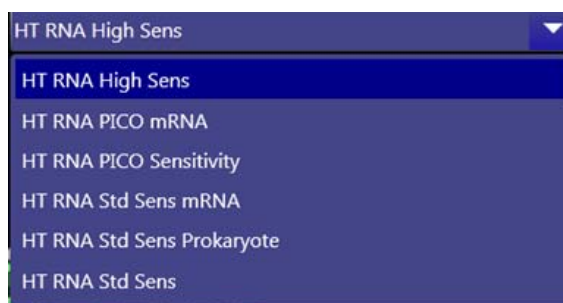 HT RNA High Sens
HT RNA High Sens
HT RNA PICO mRNA
HT RNA PICO Sensitivity
HT RNA Std Sens mRNA
HT RNA Std Sens Prokaryote
HT RNA Std Sens